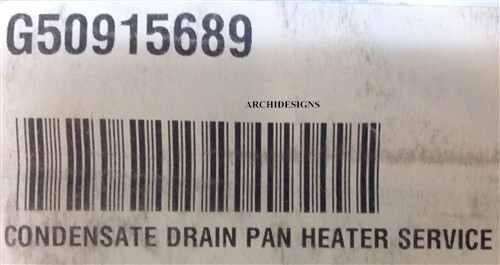 G50915689
ARCHIDESIGNS
CONDENSATE DRAIN PAN HEATER SERVICE